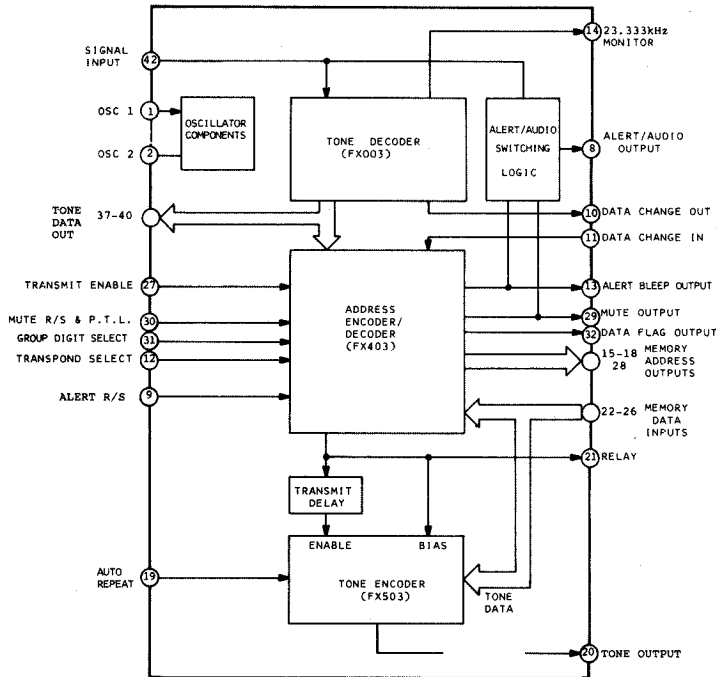 14
23.333kHz
MONITOR
SIGNAL
INPUT
42
OSC 1
1
OSCILLATOR
COMPONENTS
OSC 2
2
TONE DECODER
(FX003)
ALERT/AUDIO
SWITCHING
LOGIC
8
ALERT/AUDIO
OUTPUT
TONE
DATA
OUT
37-40
10
DATA CHANGE OUT
11
DATA CHANGE IN
TRANSMIT ENABLE
27
MUTE R/S & P.T.L.
30
GROUP DIGIT SELECT
31
TRANSPOND SELECT
12
ALERT R/S
9
ADDRESS
ENCODER/
DECODER
(FX403)
13
ALERT BLEEP OUTPUT
29
MUTE OUTPUT
32
DATA FLAG OUTPUT
15-18
28
MEMORY
ADDRESS
OUTPUTS
22-26
MEMORY
DATA
INPUTS
21
RELAY
TRANSMIT
DELAY
ENABLE
BIAS
AUTO
REPEAT
19
TONE ENCODER
(FX503)
TONE
DATA
20
TONE OUTPUT